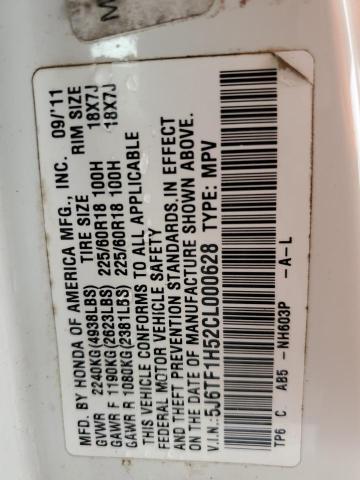 MFD. BY HONDA OF AMERICA MFG., INC. 09/'11
TIRE SIZE RIM SIZE
GVWR 2240KG(4938LBS)
GAWR F 1190KG(2623LBS) 225/60R18 100H 18X7J
GAWR R 1080KG(2381LBS) 225/60R18 100H 18X7J
THIS VEHICLE CONFORMS TO ALL APPLICABLE
FEDERAL MOTOR VEHICLE SAFETY
AND THEFT PREVENTION STANDARDS.IN EFFECT
ON THE DATE OF MANUFACTURE SHOWN ABOVE.
V.I.N.:5J6TF1H52CL000628 TYPE: MPV
TP6 C AB5 -NH603P -A-L